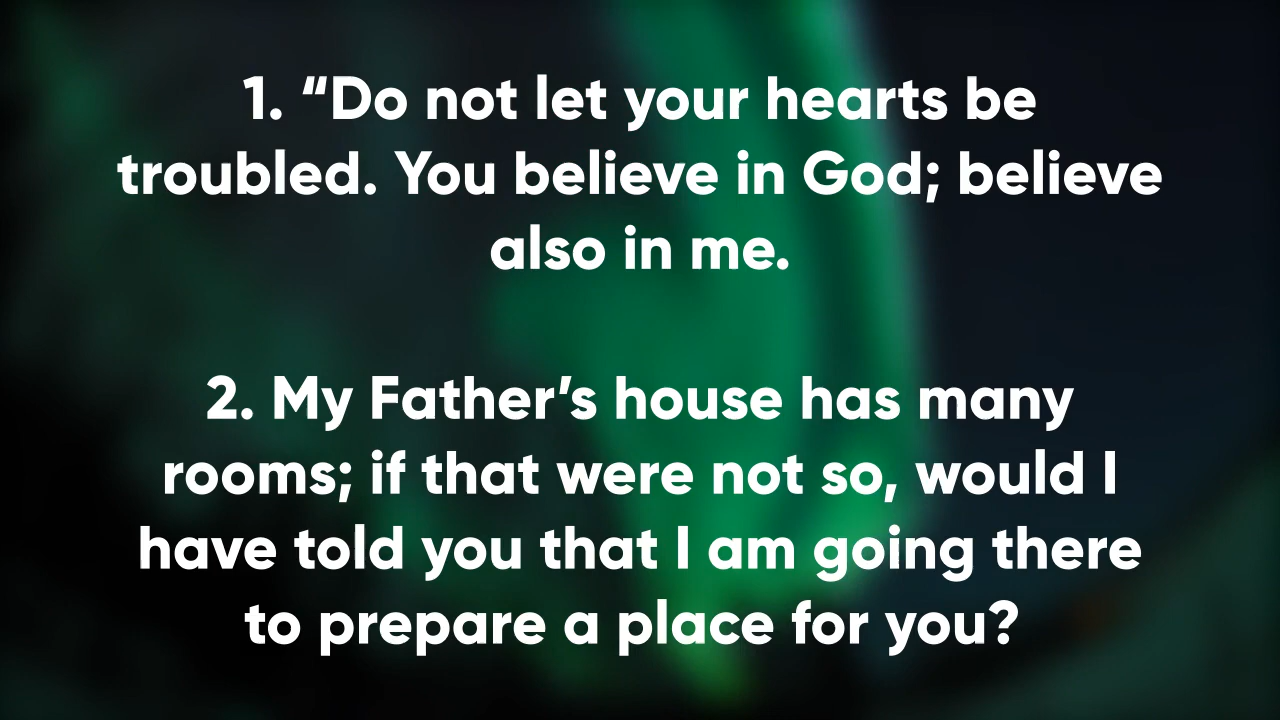 1. “Do not let your hearts be
troubled. You believe in God; believe
also in me.
2. My Father’s house has many
rooms; if that were not so, would I
have told you that I am going there
to prepare a place for you?